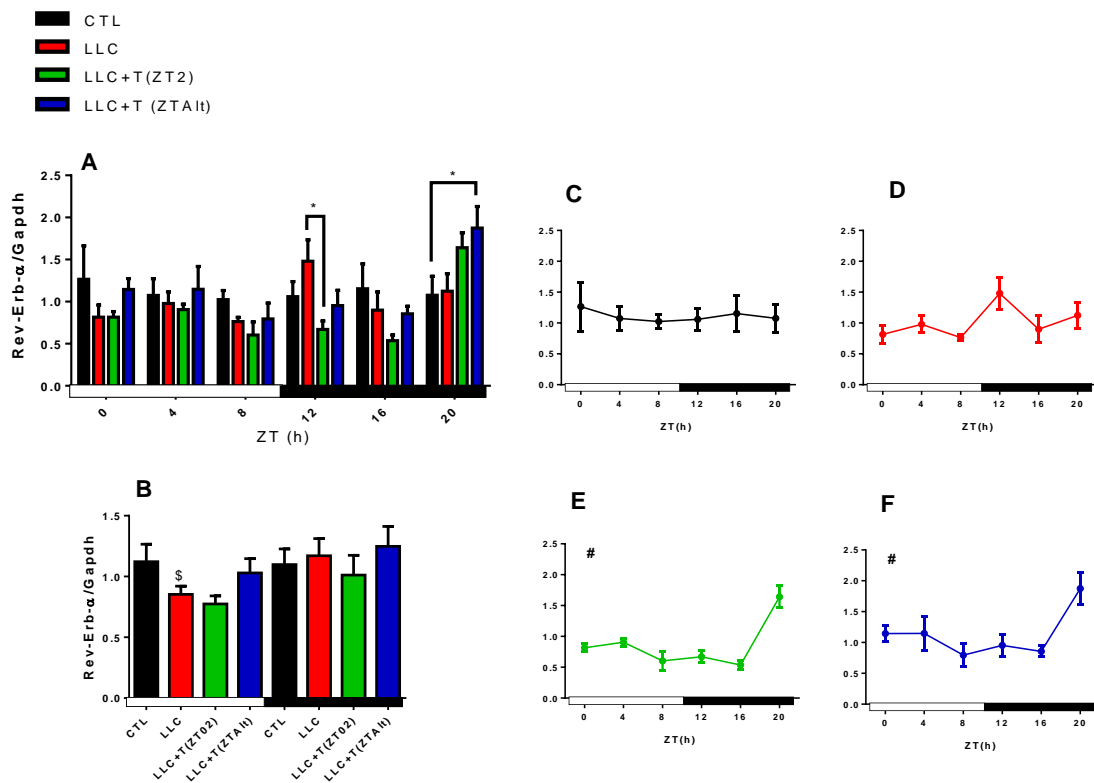 CTL
LLC
LLC+T(ZT2)
LLC+T (ZTAlt)
A
Rev-Erb-α/Gapdh
2.5
2.0
1.5
1.0
0.5
0.0
*
*
0 4 8 12 16 20
ZT (h)
C
2.5
2.0
1.5
1.0
0.5
0.0
0 4 8 12 16 20
ZT(h)
D
2.5
2.0
1.5
1.0
0.5
0.0
0 4 8 12 16 20
ZT(h)
B
Rev-Erb-α/Gapdh
1.5
1.0
0.5
0.0
$
CTL LLC LLC+T(ZT02) LLC+T(ZTAlt) CTL LLC LLC+T(ZT02) LLC+T(ZTAlt)
E
#
2.5
2.0
1.5
1.0
0.5
0.0
0 4 8 12 16 20
ZT(h)
F
#
2.5
2.0
1.5
1.0
0.5
0.0
0 4 8 12 16 20
ZT(h)